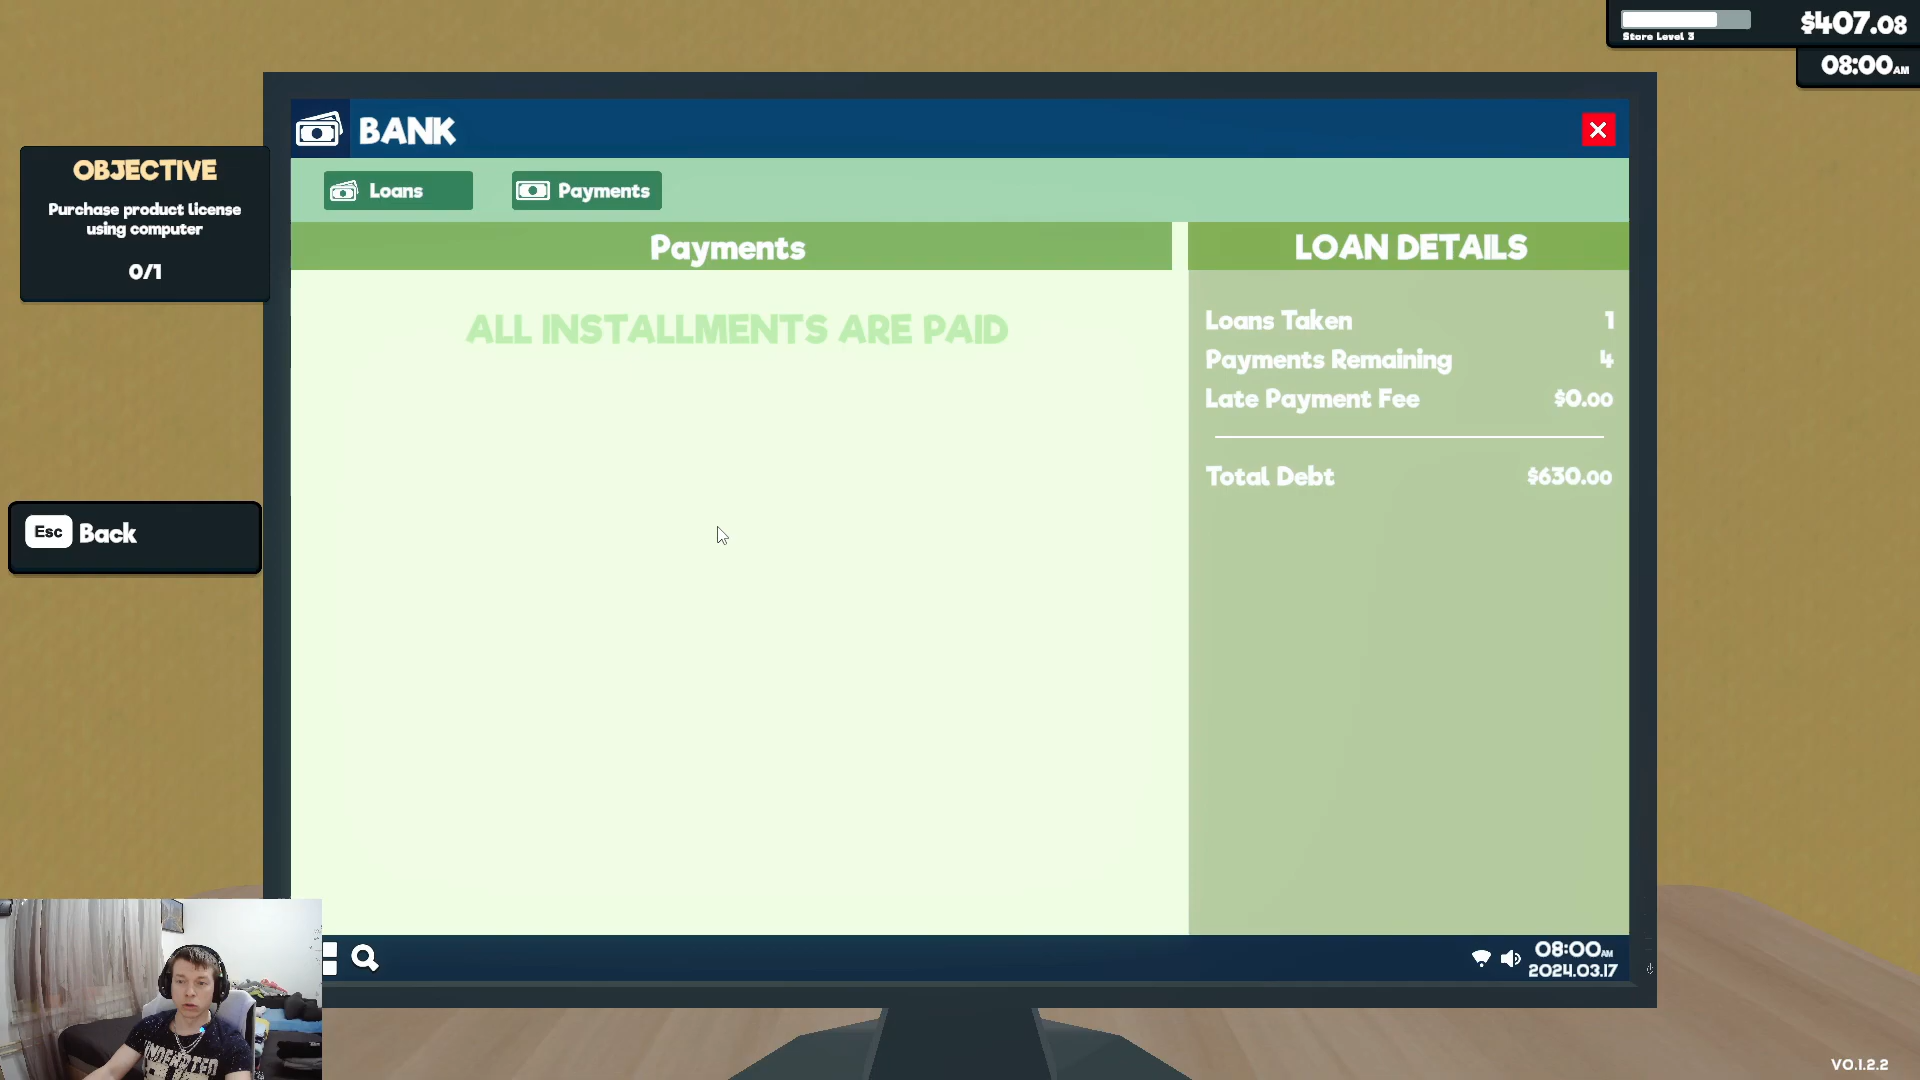 $407.08
Store Level 3
08:00AM
BANK
OBJECTIVE
Purchase product license
using computer
0/1
Loans
Payments
Payments
ALL INSTALLMENTS ARE PAID
LOAN DETAILS
Loans Taken 1
Payments Remaining 4
Late Payment Fee $0.00
Total Debt $630.00
Esc Back
08:00AM
2024.03.17
V0.1.2.2